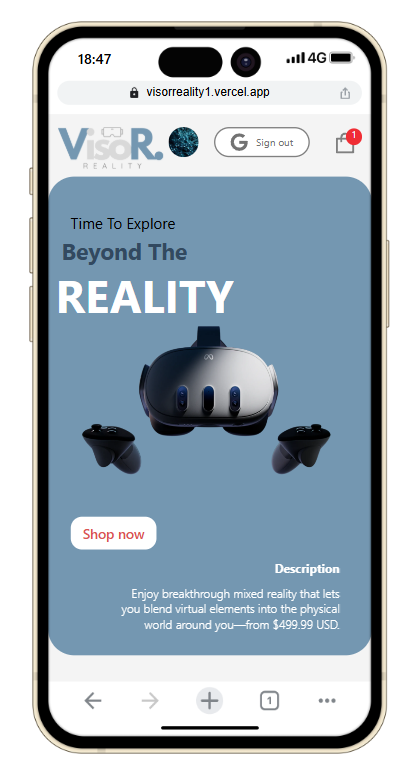 18:47
4G
visorreality1.vercel.app
VisoR.
REALITY
G Sign out
1
Time To Explore
Beyond The
REALITY
Shop now
Description
Enjoy breakthrough mixed reality that lets
you blend virtual elements into the physical
world around you—from $499.99 USD.
1